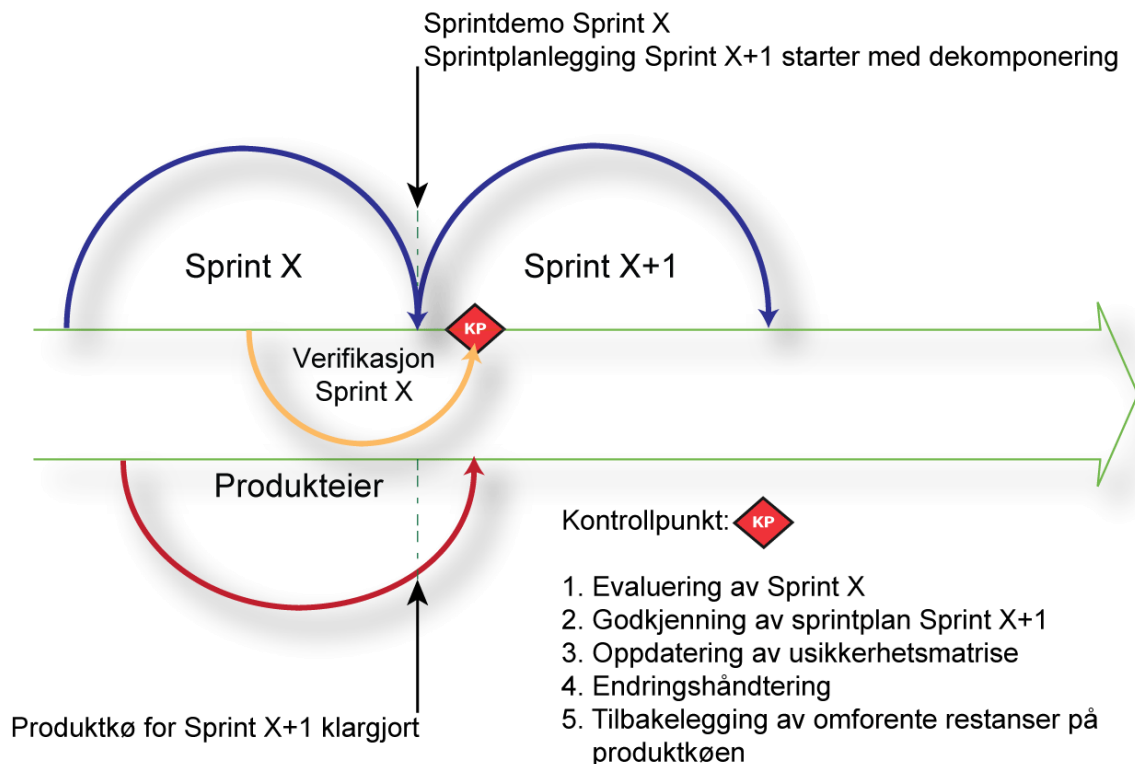 Sprintdemo Sprint X
Sprintplanlegging Sprint X+1 starter med dekomponering
Sprint X
Sprint X+1
KP
Verifikasjon
Sprint X
Produkteier
Kontrollpunkt: KP
1. Evaluering av Sprint X
2. Godkjenning av sprintplan Sprint X+1
3. Oppdatering av usikkerhetsmatrise
4. Endringshåndtering
5. Tilbakelegging av omforente restanser på
produktkøen
Produktkø for Sprint X+1 klargjort